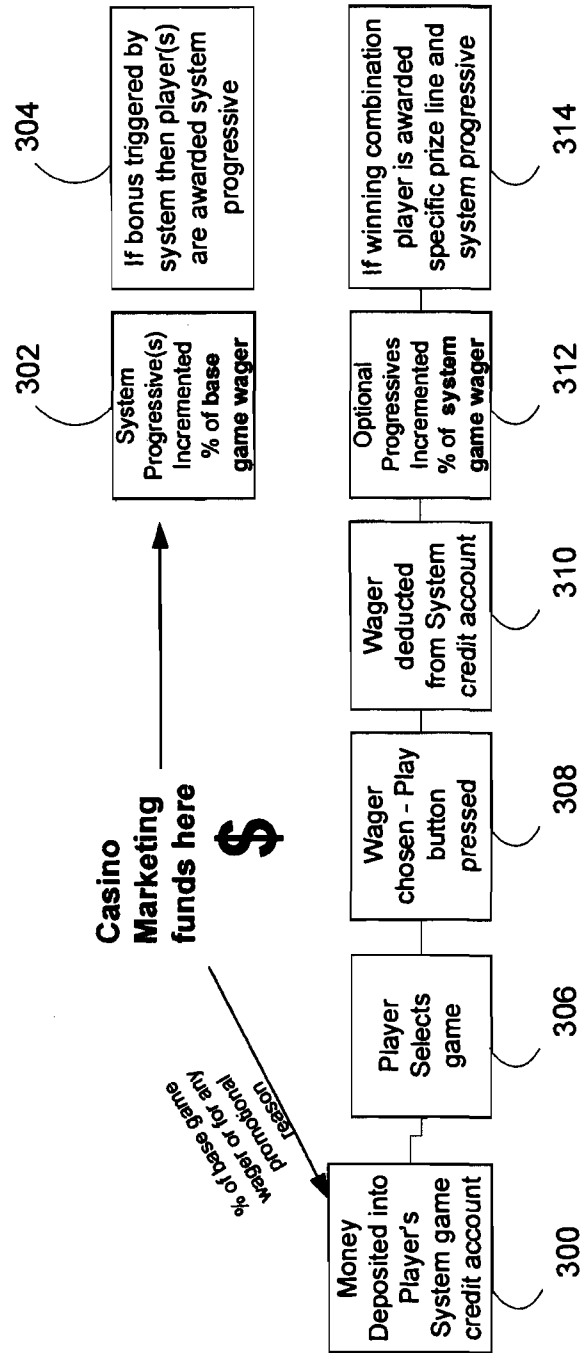 Casino
Marketing
funds here
$
% of base game
wager or for any
promotional
reason
302
System
Progressive(s)
Incremented
% of base
game wager
304
If bonus triggered by
system then player(s)
are awarded system
progressive
Money
Deposited into
Player's
System game
credit account
300
Player
Selects
game
306
Wager
chosen - Play
button
pressed
308
Wager
deducted
from System
credit account
310
Optional
Progressives
Incremented
% of system
game wager
312
If winning combination
player is awarded
specific prize line and
system progressive
314